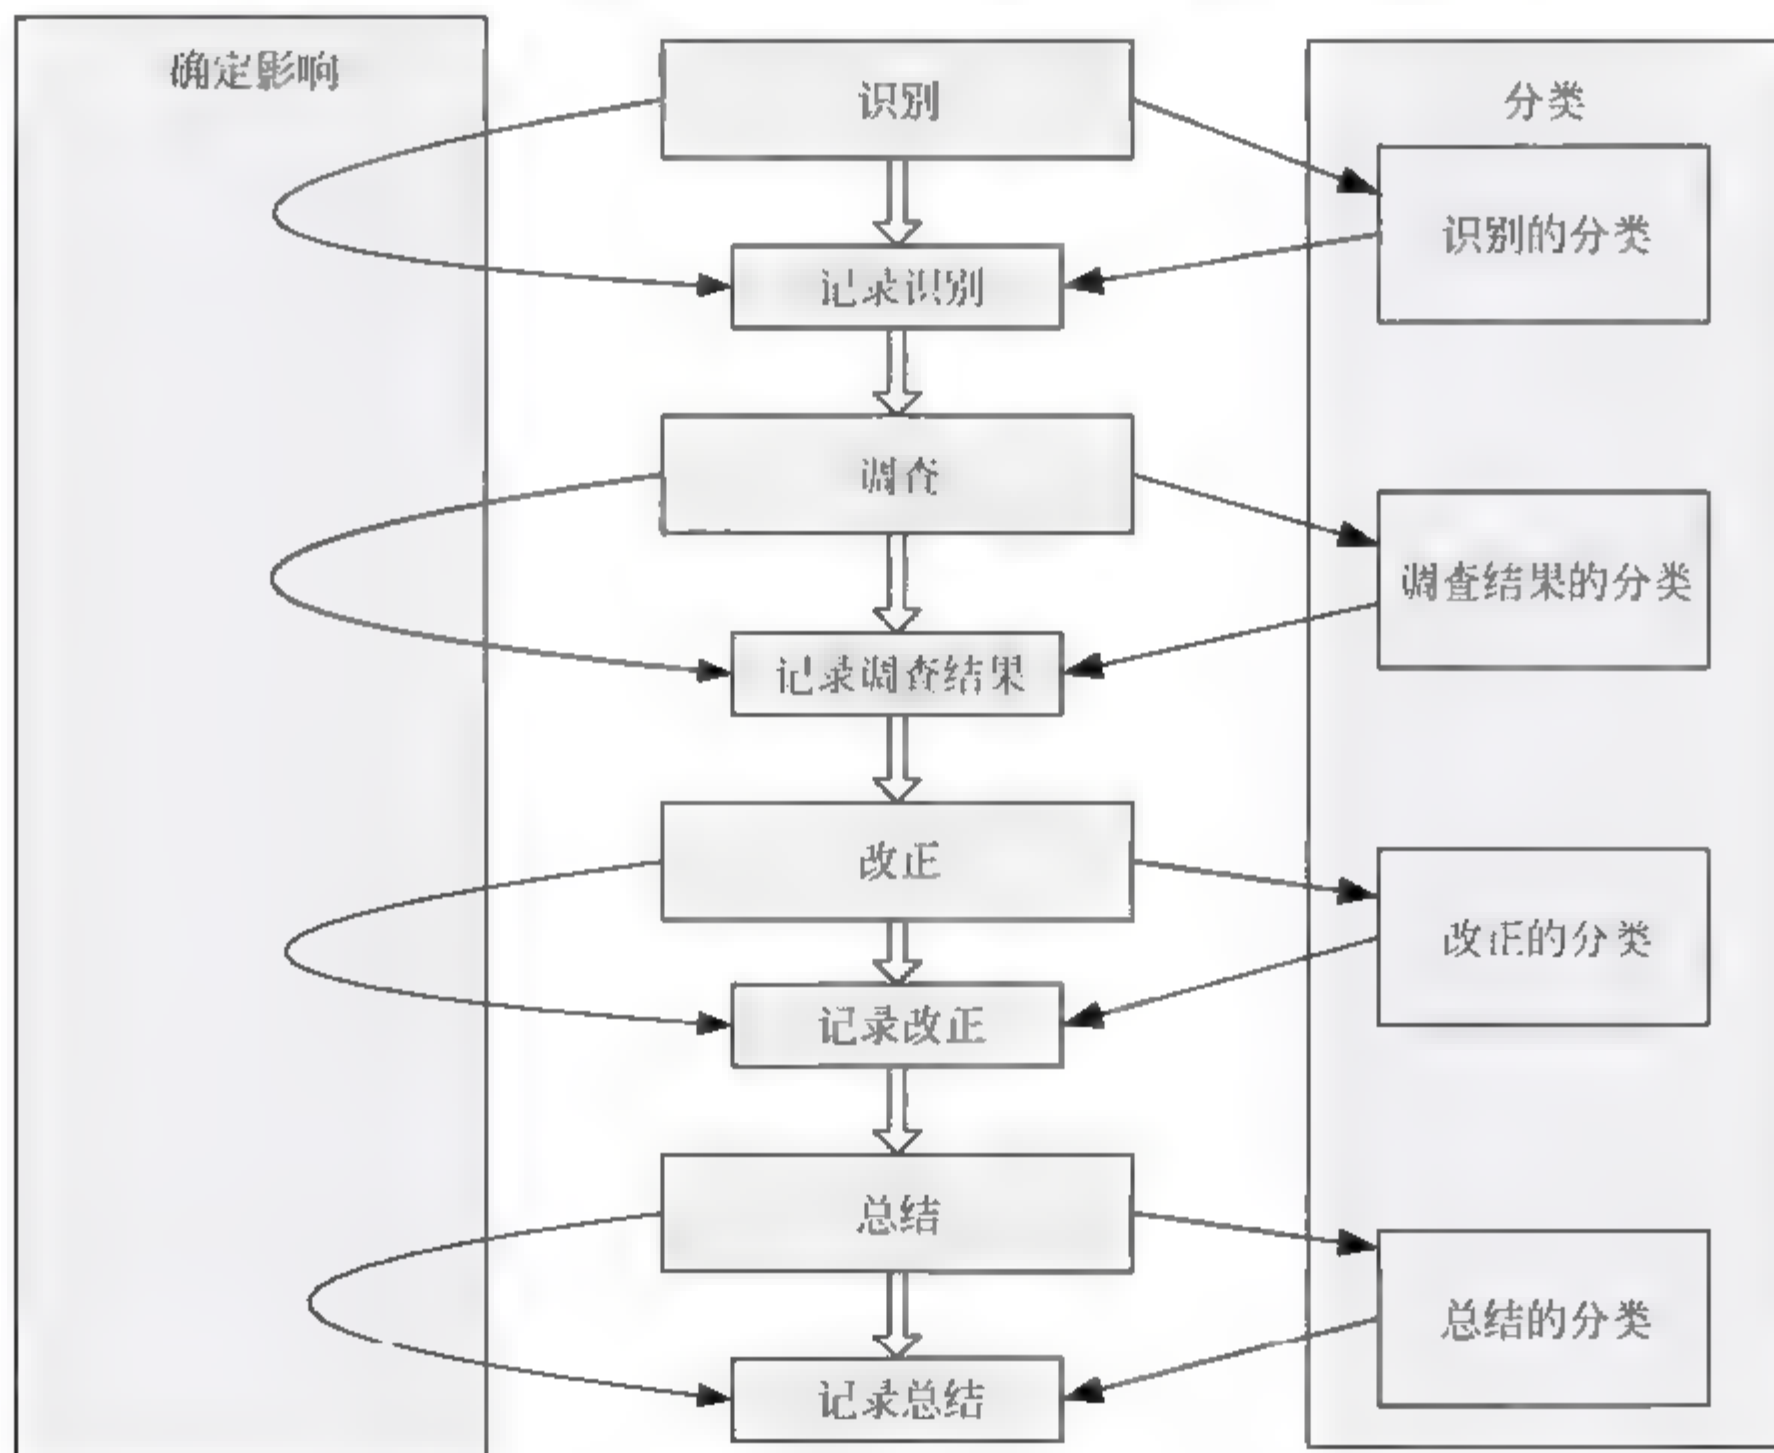 确定影响
识别
分类
识别的分类
记录识别
调查
调查结果的分类
记录调查结果
改正
改正的分类
记录改正
总结
总结的分类
记录总结